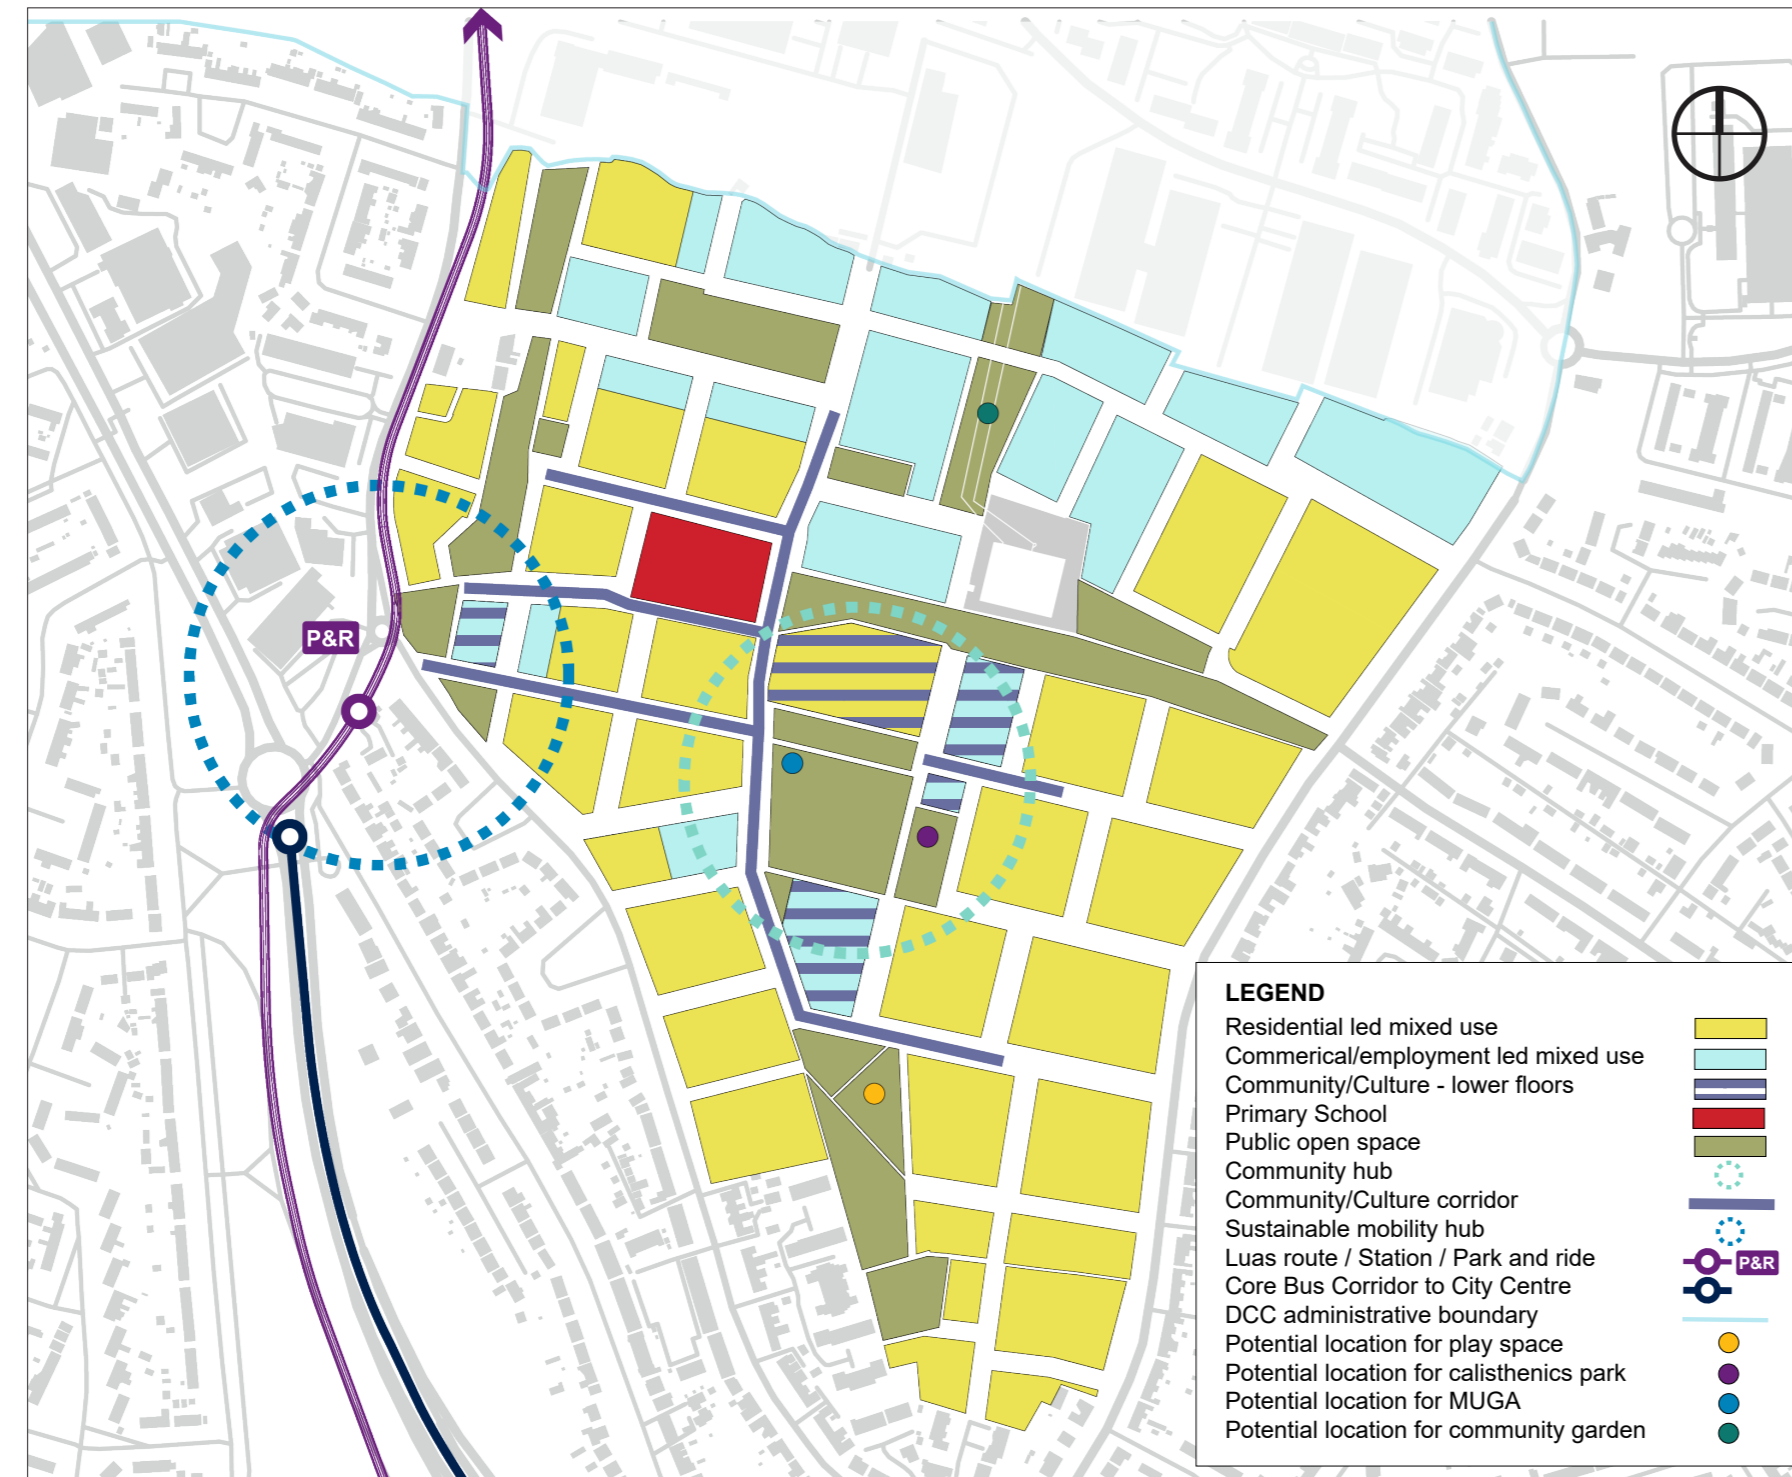 P&R
LEGEND
Residential led mixed use
Commerical/employment led mixed use
Community/Culture - lower floors
Primary School
Public open space
Community hub
Community/Culture corridor
Sustainable mobility hub
Luas route / Station / Park and ride P&R
Core Bus Corridor to City Centre
DCC administrative boundary
Potential location for play space
Potential location for calisthenics park
Potential location for MUGA
Potential location for community garden